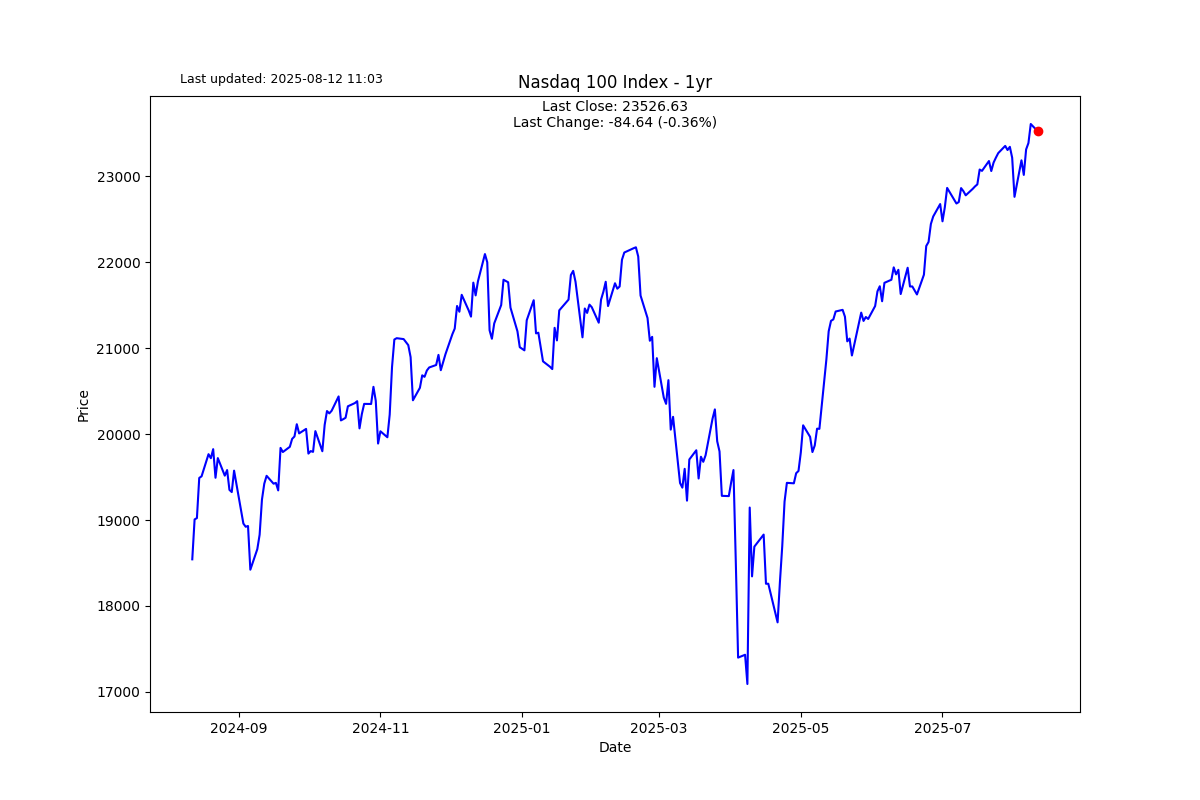 Last updated: 2025-08-12 11:03
Nasdaq 100 Index - 1yr
Last Close: 23526.63
Last Change: -84.64 (-0.36%)
Price
23000
22000
21000
20000
19000
18000
17000
2024-09
2024-11
2025-01
2025-03
2025-05
2025-07
Date